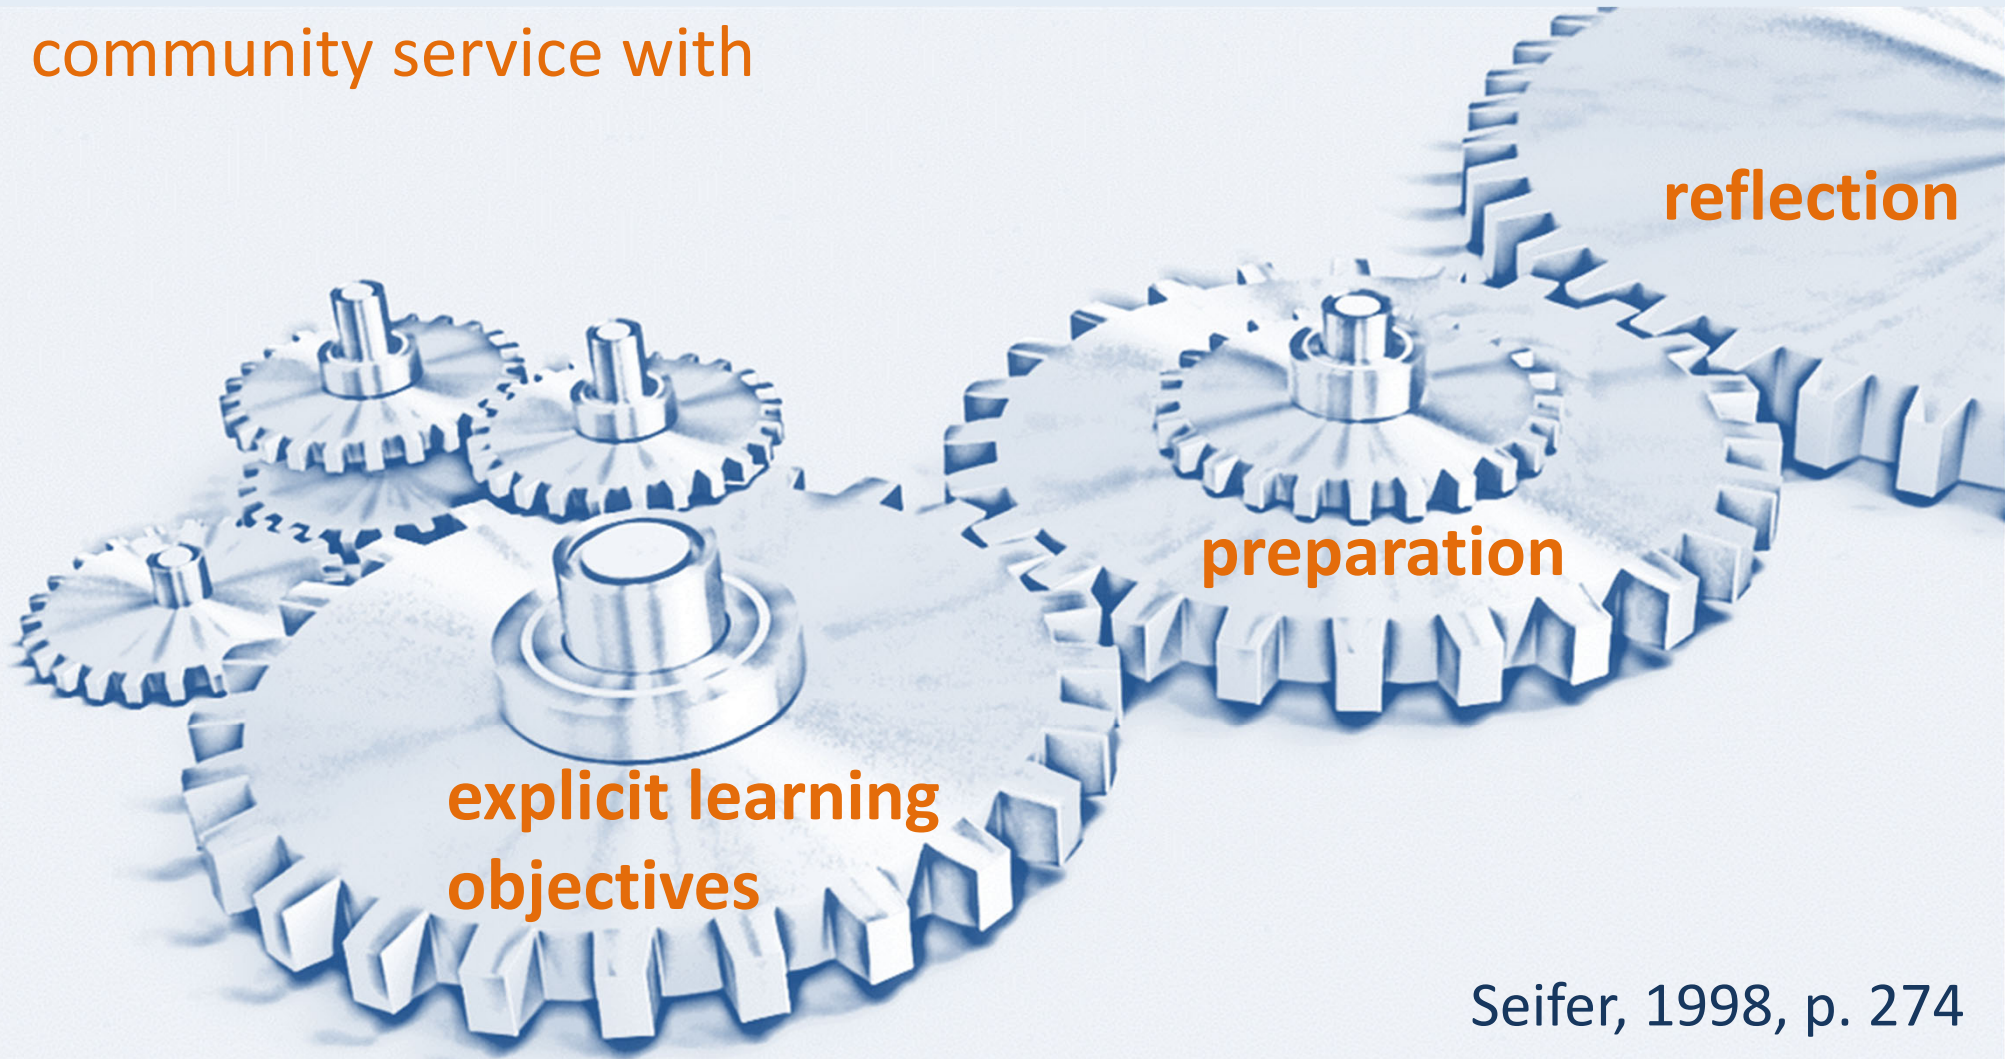 community service with
explicit learning
objectives
preparation
reflection
Seifer, 1998, p. 274